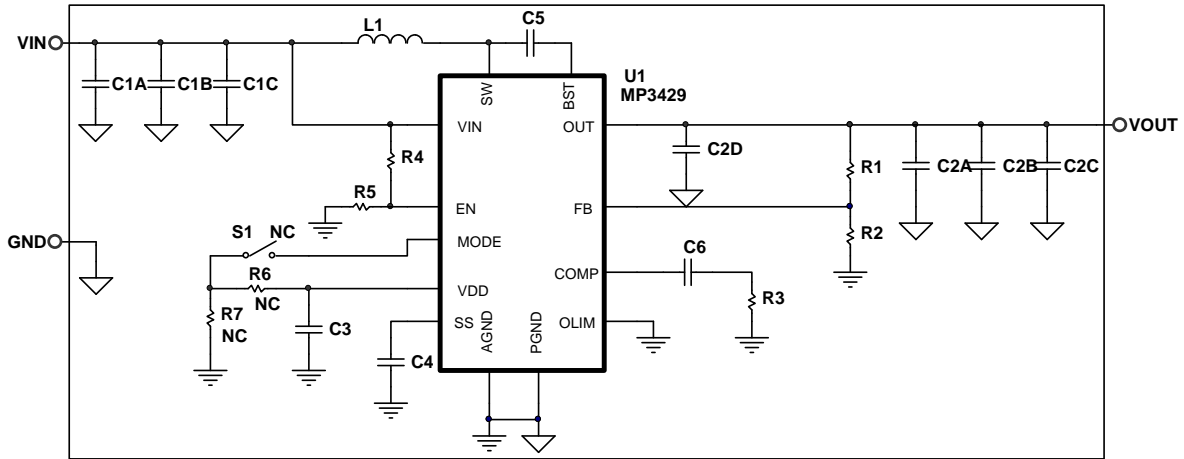 L1
C5
VIN
C1A
C1B
C1C
U1
MP3429
SW
BST
VIN
OUT
VOUT
R4
C2D
R1
C2A
C2B
C2C
R5
EN
FB
S1
NC
R2
GND
MODE
C6
R6
COMP
NC
VDD
R3
R7
NC
C3
SS
AGND
PGND
OLIM
C4